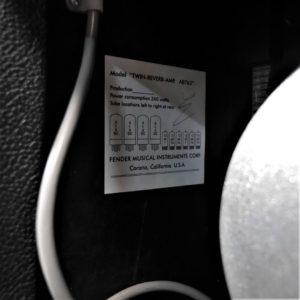 Model "TWIN-REVERB-AMP AB763"
Production
Power consumption 260 watts
Tube locations left to right at rear
FENDER MUSICAL INSTRUMENTS CORP.
Corona, California U.S.A.